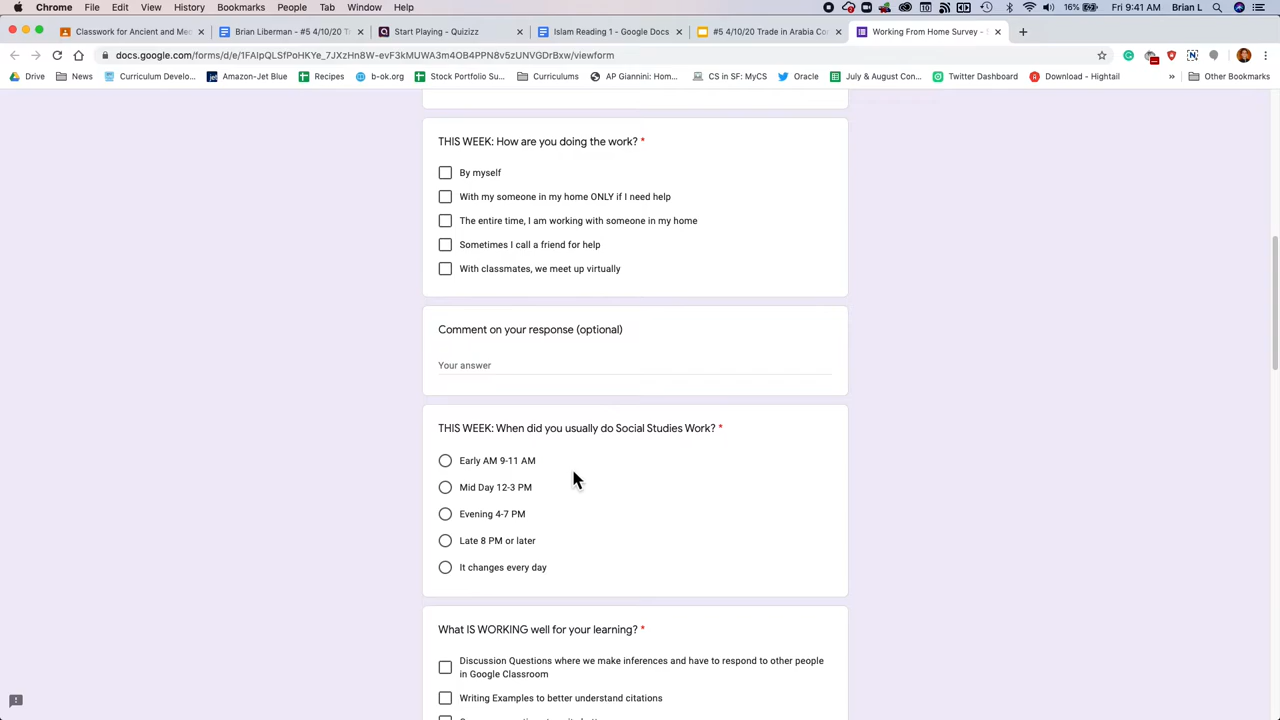 Chrome File Edit View History Bookmarks People Tab Window Help 16% Fri 9:41 AM Brian L
Classwork for Ancient and Med Brian Liberman - #5 4/10/20 Tr Start Playing - Quizizz Islam Reading 1 - Google Docs #5 4/10/20 Trade in Arabia Co Working From Home Survey -
docs.google.com/forms/d/e/1FAIpQLSfPoHKYe_7JXzHn8W-evF3kMUWA3m4OB4PPN8v5zUNVGDrBxw/viewform
Drive News Curriculum Develo... Amazon-Jet Blue Recipes b-ok.org Stock Portfolio Su... Curriculums AP Giannini: Hom... CS in SF: MyCS Oracle July & August Con... Twitter Dashboard Download - Hightail » Other Bookmarks
THIS WEEK: How are you doing the work? *
By myself
With my someone in my home ONLY if I need help
The entire time, I am working with someone in my home
Sometimes I call a friend for help
With classmates, we meet up virtually
Comment on your response (optional)
Your answer
THIS WEEK: When did you usually do Social Studies Work? *
Early AM 9-11 AM
Mid Day 12-3 PM
Evening 4-7 PM
Late 8 PM or later
It changes every day
What IS WORKING well for your learning? *
Discussion Questions where we make inferences and have to respond to other people
in Google Classroom
Writing Examples to better understand citations